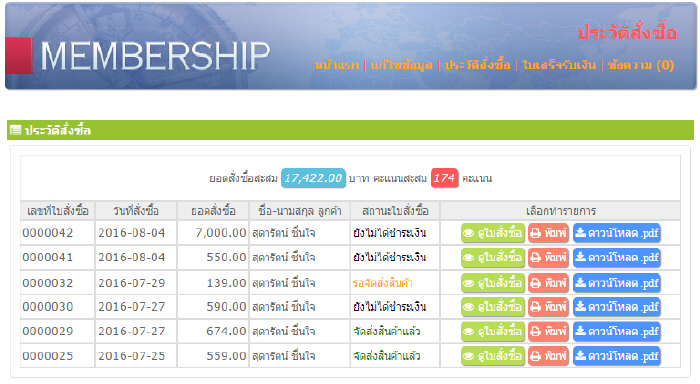 ประวัติสั่งซื้อ
MEMBERSHIP
หน้าแรก | แก้ไขข้อมูล | ประวัติสั่งซื้อ | ใบเสร็จรับเงิน | ข้อความ (0)
ประวัติสั่งซื้อ
ยอดสั่งซื้อสะสม 17,422.00 บาท คะแนนสะสม 174 คะแนน
เลขที่ใบสั่งซื้อ วันที่สั่งซื้อ ยอดสั่งซื้อ ชื่อ-นามสกุล ลูกค้า สถานะใบสั่งซื้อ เลือกทำรายการ
0000042 2016-08-04 7,000.00 สุดารัตน์ ชื่นใจ ยังไม่ได้ชำระเงิน ดูใบสั่งซื้อ พิมพ์ ดาวน์โหลด .pdf
0000041 2016-08-04 550.00 สุดารัตน์ ชื่นใจ ยังไม่ได้ชำระเงิน ดูใบสั่งซื้อ พิมพ์ ดาวน์โหลด .pdf
0000032 2016-07-29 139.00 สุดารัตน์ ชื่นใจ รอจัดส่งสินค้า ดูใบสั่งซื้อ พิมพ์ ดาวน์โหลด .pdf
0000030 2016-07-27 590.00 สุดารัตน์ ชื่นใจ ยังไม่ได้ชำระเงิน ดูใบสั่งซื้อ พิมพ์ ดาวน์โหลด .pdf
0000029 2016-07-27 674.00 สุดารัตน์ ชื่นใจ จัดส่งสินค้าแล้ว ดูใบสั่งซื้อ พิมพ์ ดาวน์โหลด .pdf
0000025 2016-07-25 559.00 สุดารัตน์ ชื่นใจ จัดส่งสินค้าแล้ว ดูใบสั่งซื้อ พิมพ์ ดาวน์โหลด .pdf